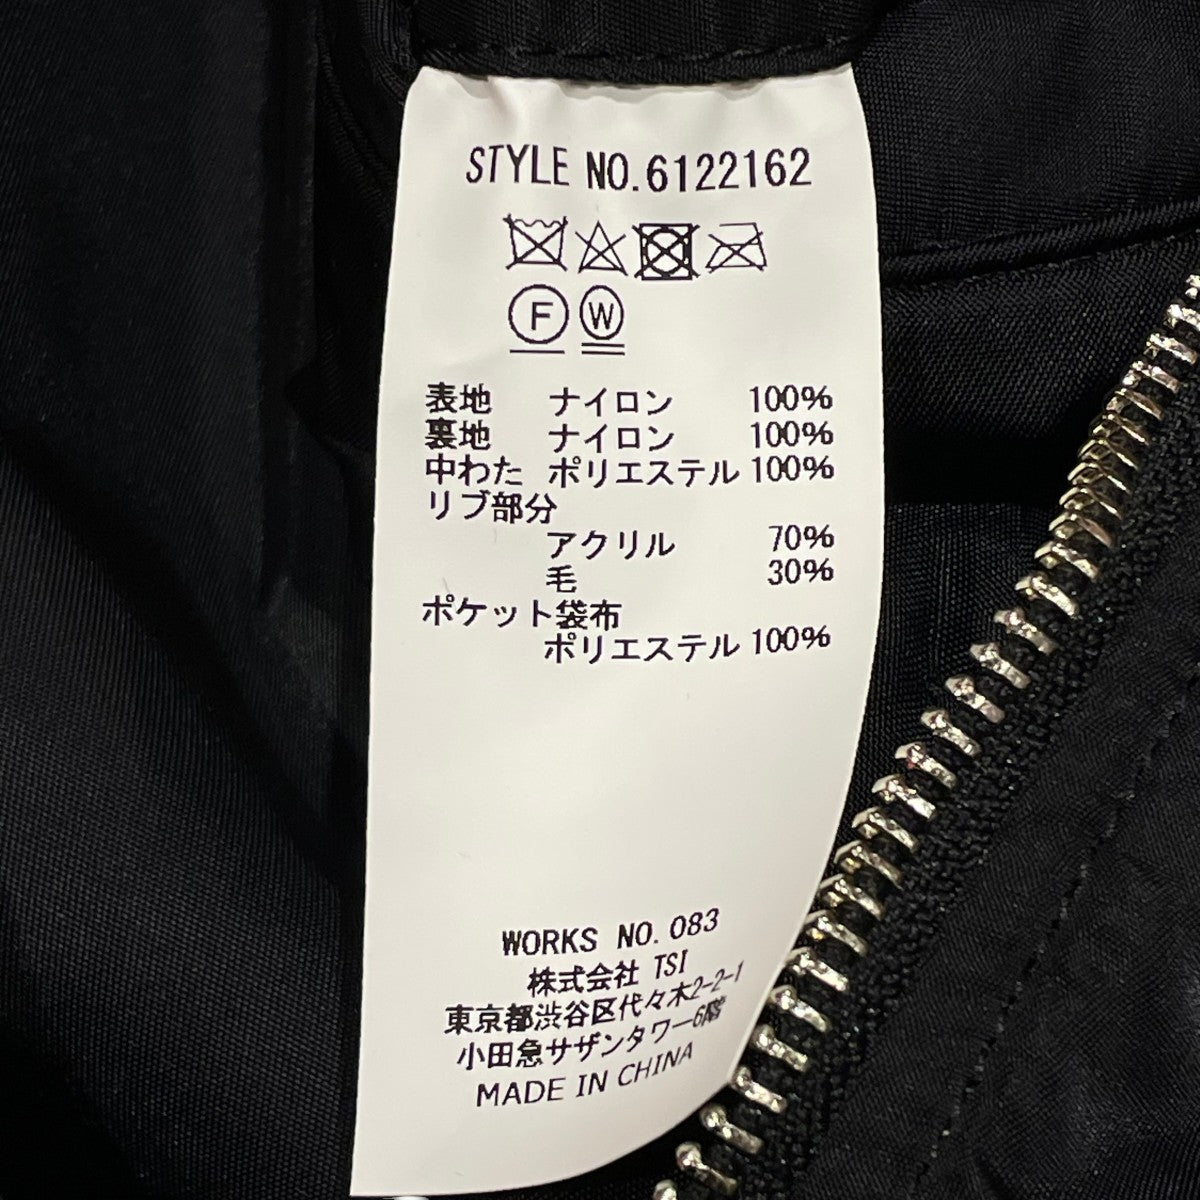 STYLE NO.6122162
F W
表地 ナイロン 100%
裏地 ナイロン 100%
中わた ポリエステル 100%
リブ部分
アクリル 70%
毛 30%
ポケット袋布
ポリエステル 100%
WORKS NO. 083
株式会社 TSI
東京都渋谷区代々木2-2-1
小田急サザンタワー6階
MADE IN CHINA